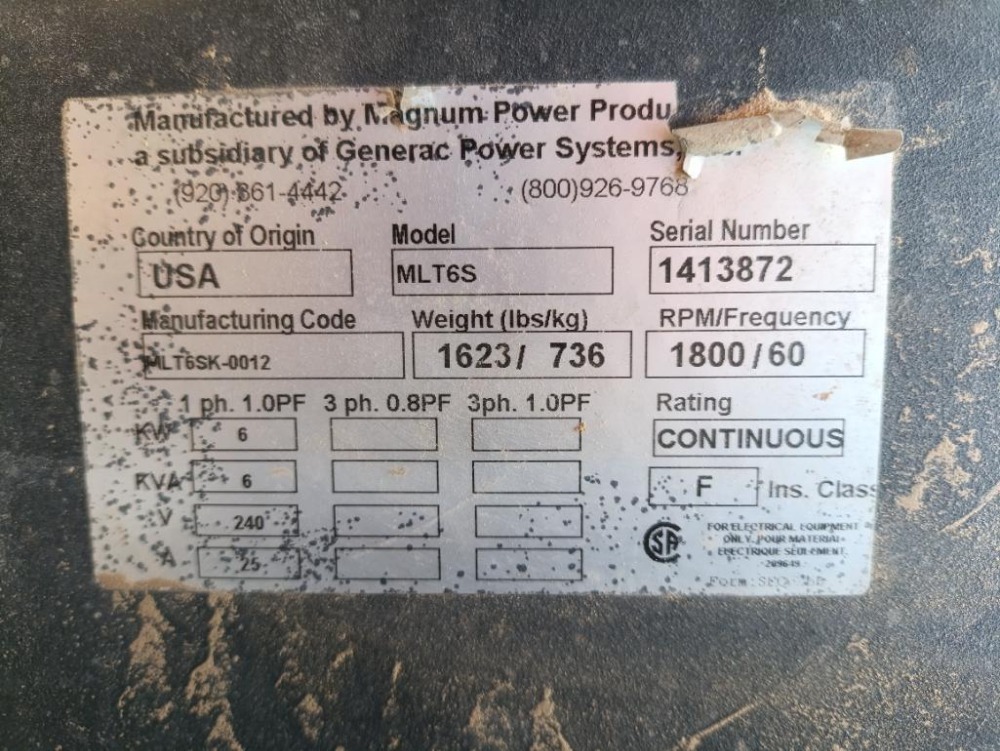 Manufactured by Magnum Power Produ
a subsidiary of Generac Power Systems,
(920) 861-4442 (800)926-9768
Country of Origin Model Serial Number
USA MLT6S 1413872
Manufacturing Code Weight (lbs/kg) RPM/Frequency
MLT6SK-0012 1623/ 736 1800/60
1 ph. 1.0PF 3 ph. 0.8PF 3ph. 1.0PF Rating
KW 6 CONTINUOUS
KVA 6 F Ins. Class
V 240 FOR ELECTRICAL EQUIPMENT
ONLY. POUR MATERIAL
A 25 ELECTRIQUE SEULEMENT
SA
Form: